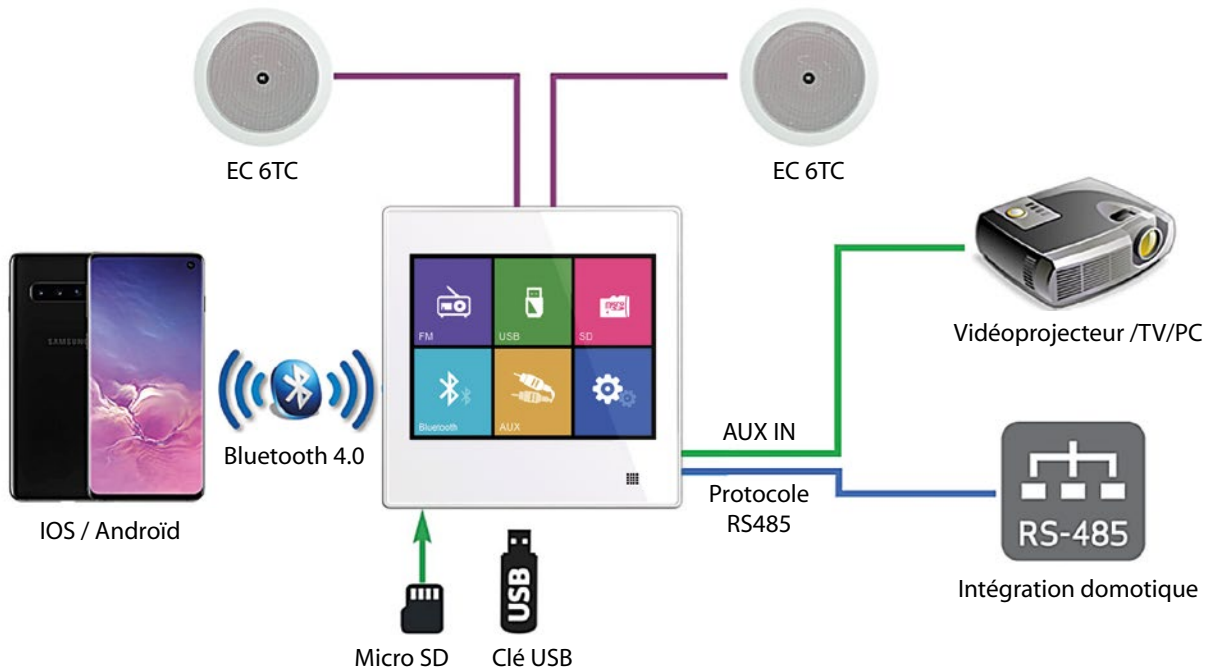 EC 6TC
EC 6TC
FM
USB
SD
Bluetooth
AUX
SAMSUNG
Bluetooth 4.0
IOS / Androïd
Vidéoprojecteur /TV/PC
AUX IN
Protocole
RS485
RS-485
Intégration domotique
USB
Micro SD
Clé USB